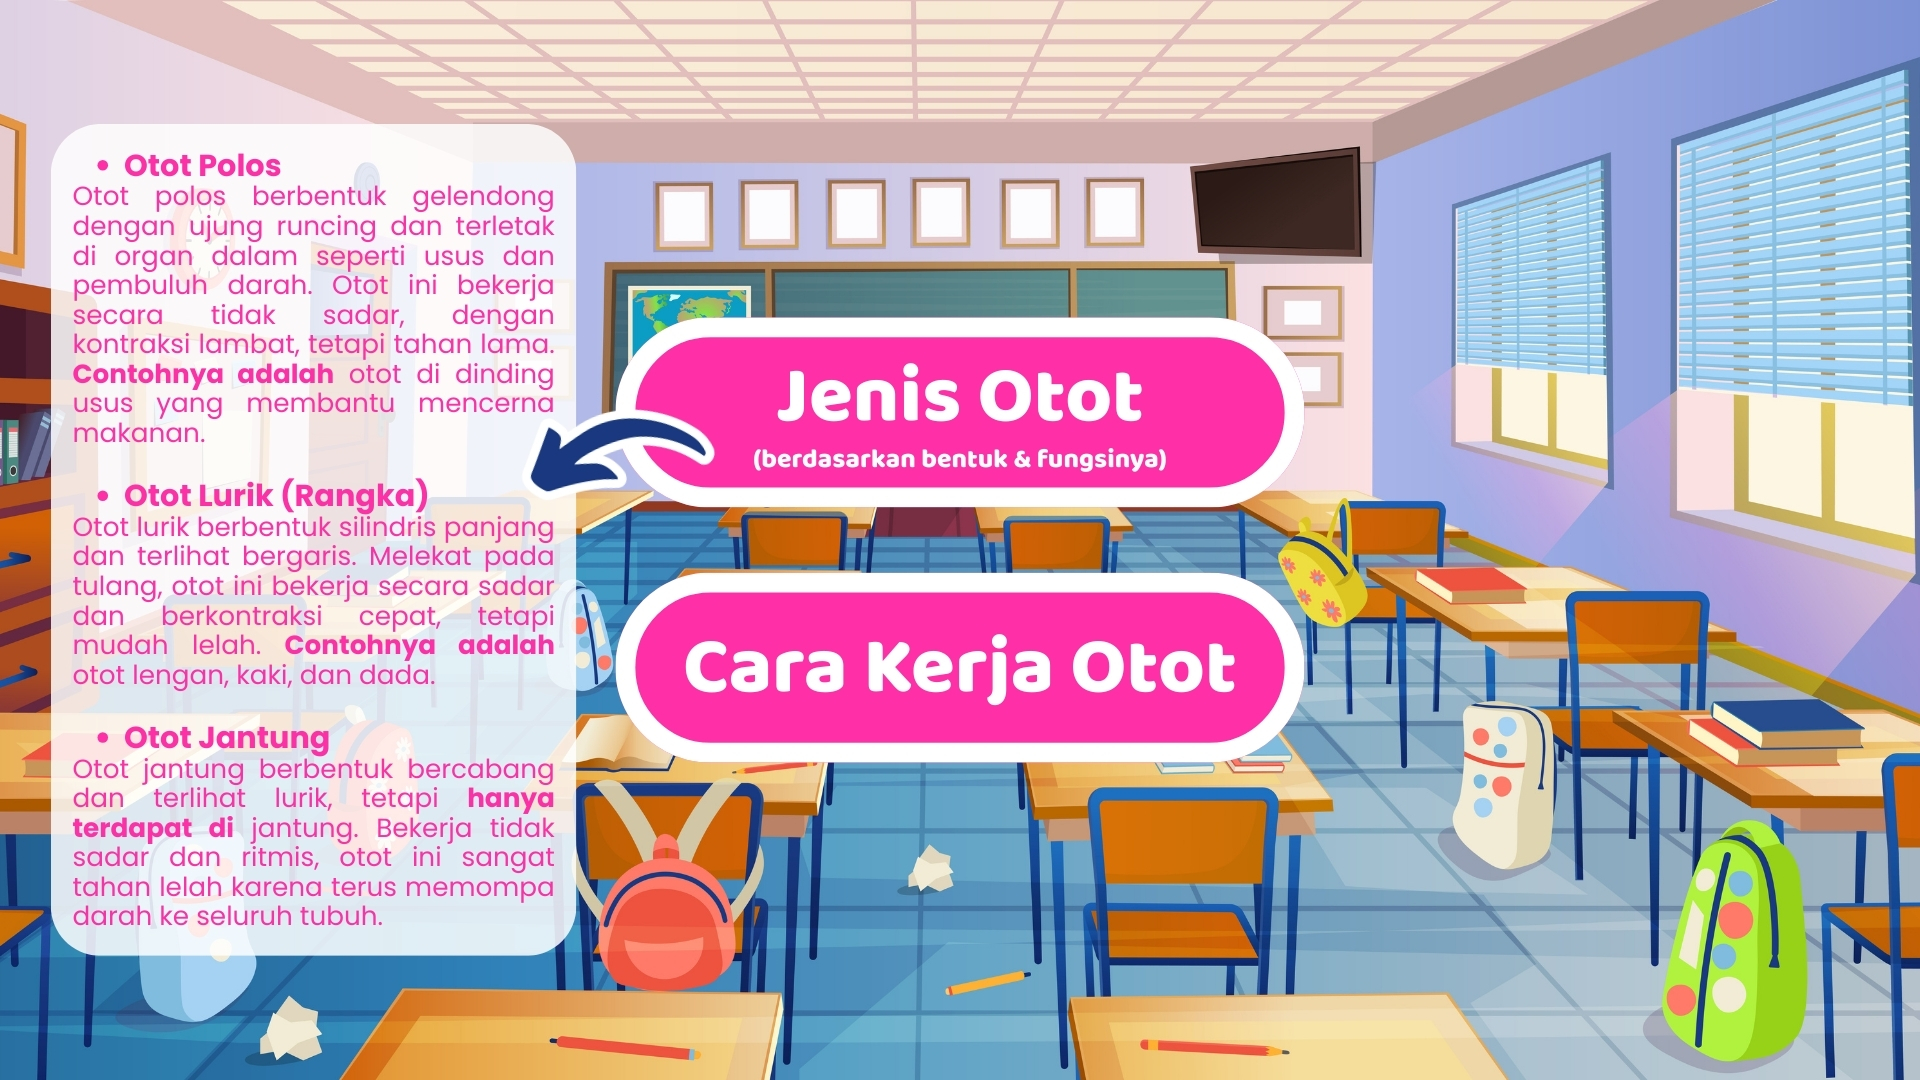 Otot Polos
Otot polos berbentuk gelendong
dengan ujung runcing dan terletak
di organ dalam seperti usus dan
pembuluh darah. Otot ini bekerja
secara tidak sadar, dengan
kontraksi lambat, tetapi tahan lama.
Contohnya adalah otot di dinding
usus yang membantu mencerna
makanan.
Otot Lurik (Rangka)
Otot lurik berbentuk silindris panjang
dan terlihat bergaris. Melekat pada
tulang, otot ini bekerja secara sadar
dan berkontraksi cepat, tetapi
mudah lelah. Contohnya adalah
otot lengan, kaki, dan dada.
Otot Jantung
Otot jantung berbentuk bercabang
dan terlihat lurik, tetapi hanya
terdapat di jantung. Bekerja tidak
sadar dan ritmis, otot ini sangat
tahan lelah karena terus memompa
darah ke seluruh tubuh.
Jenis Otot
(berdasarkan bentuk & fungsinya)
Cara Kerja Otot